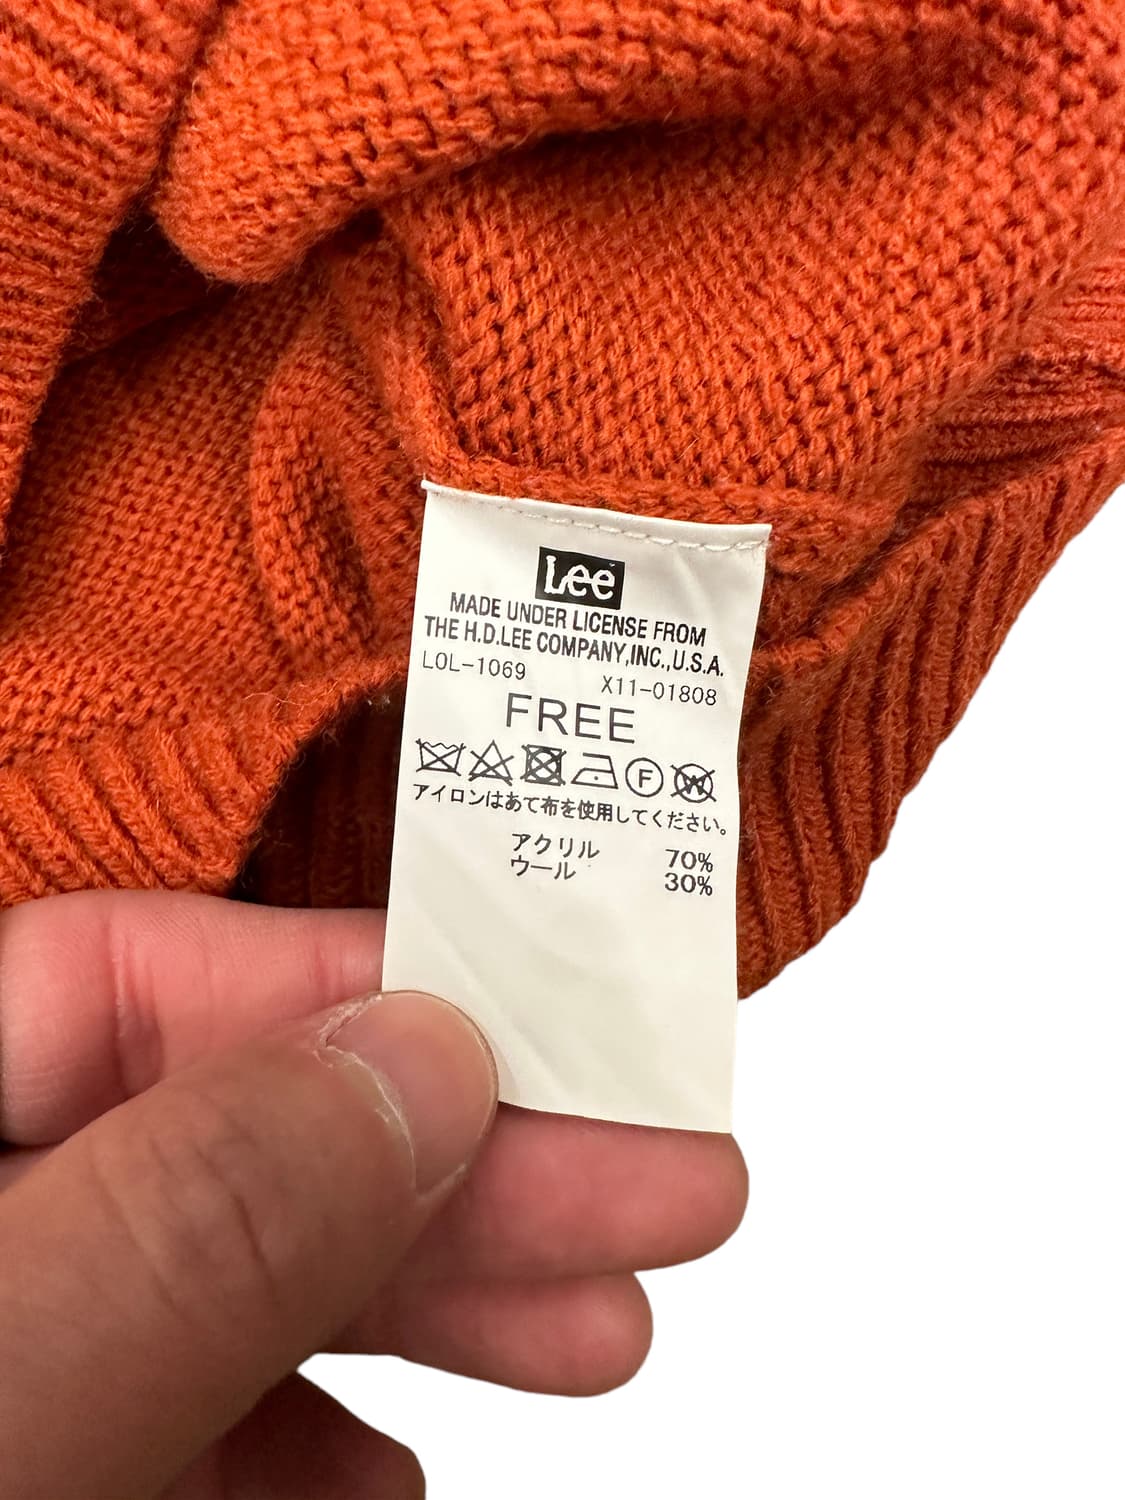 Lee
MADE UNDER LICENSE FROM
THE H.D.LEE COMPANY,INC.,U.S.A.
LOL-1069 X11-01808
FREE
F W
アイロンはあて布を使用してください。
アクリル 70%
ウール 30%